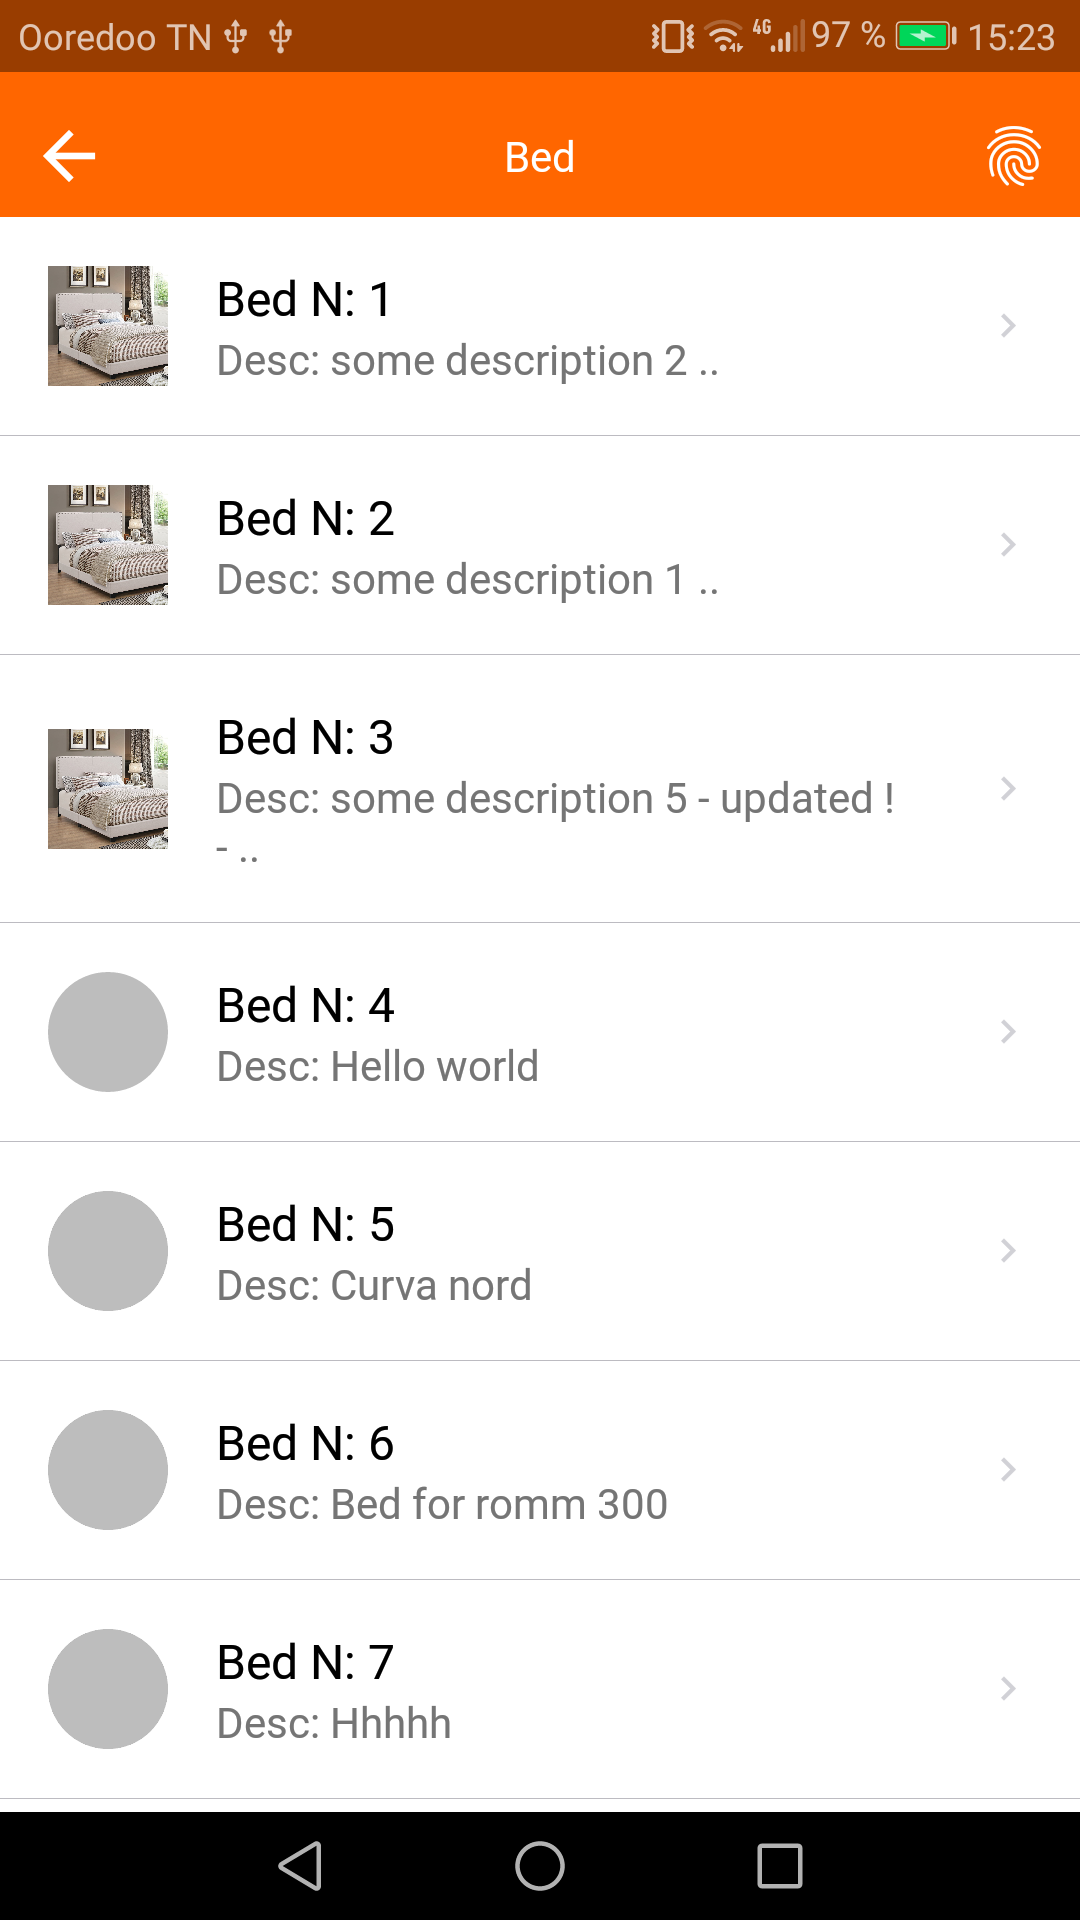 Ooredoo TN 4G 97 % 15:23
Bed
Bed N: 1
Desc: some description 2 ..
Bed N: 2
Desc: some description 1 ..
Bed N: 3
Desc: some description 5 - updated !
- ..
Bed N: 4
Desc: Hello world
Bed N: 5
Desc: Curva nord
Bed N: 6
Desc: Bed for romm 300
Bed N: 7
Desc: Hhhhh